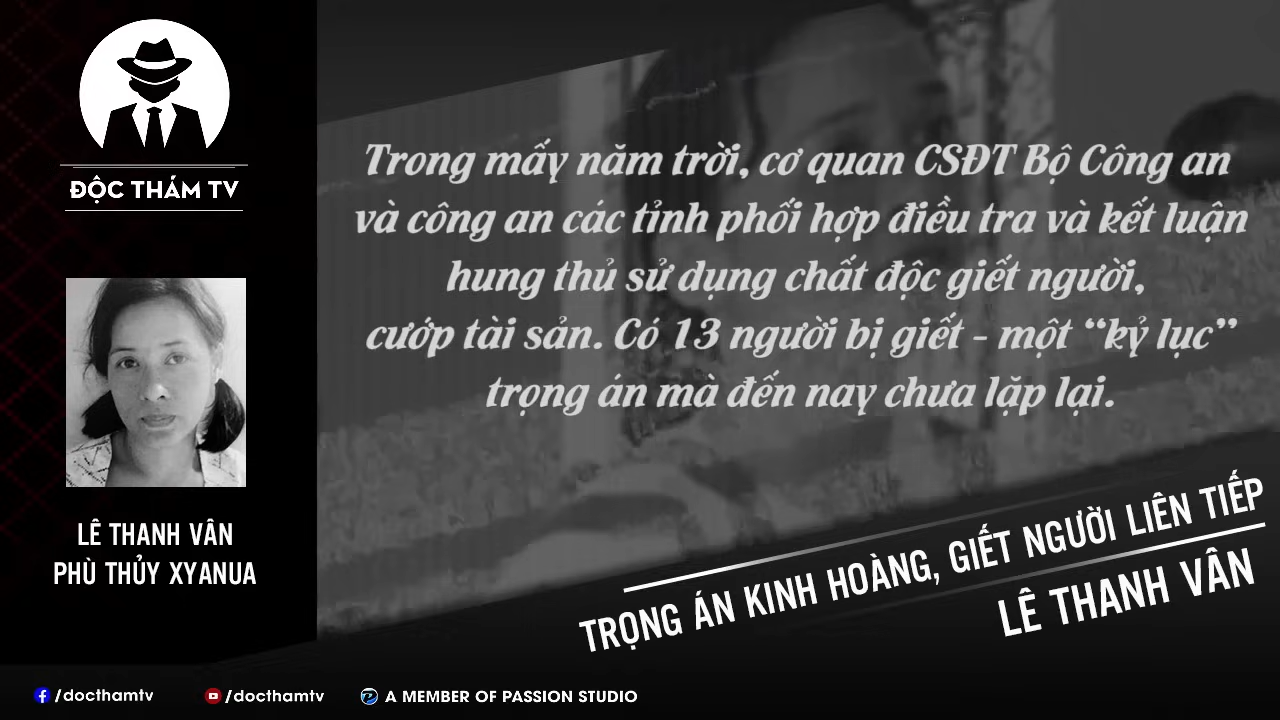 ĐỘC THÁM TV
LÊ THANH VÂN
PHÙ THỦY XYANUA
Trong mấy năm trời, cơ quan CSĐT Bộ Công an
và công an các tỉnh phối hợp điều tra và kết luận
hung thủ sử dụng chất độc giết người,
cướp tài sản. Có 13 người bị giết - một “kỷ lục”
trọng án mà đến nay chưa lặp lại.
TRỌNG ÁN KINH HOÀNG, GIẾT NGƯỜI LIÊN TIẾP
LÊ THANH VÂN
/docthamtv
/docthamtv
A MEMBER OF PASSION STUDIO